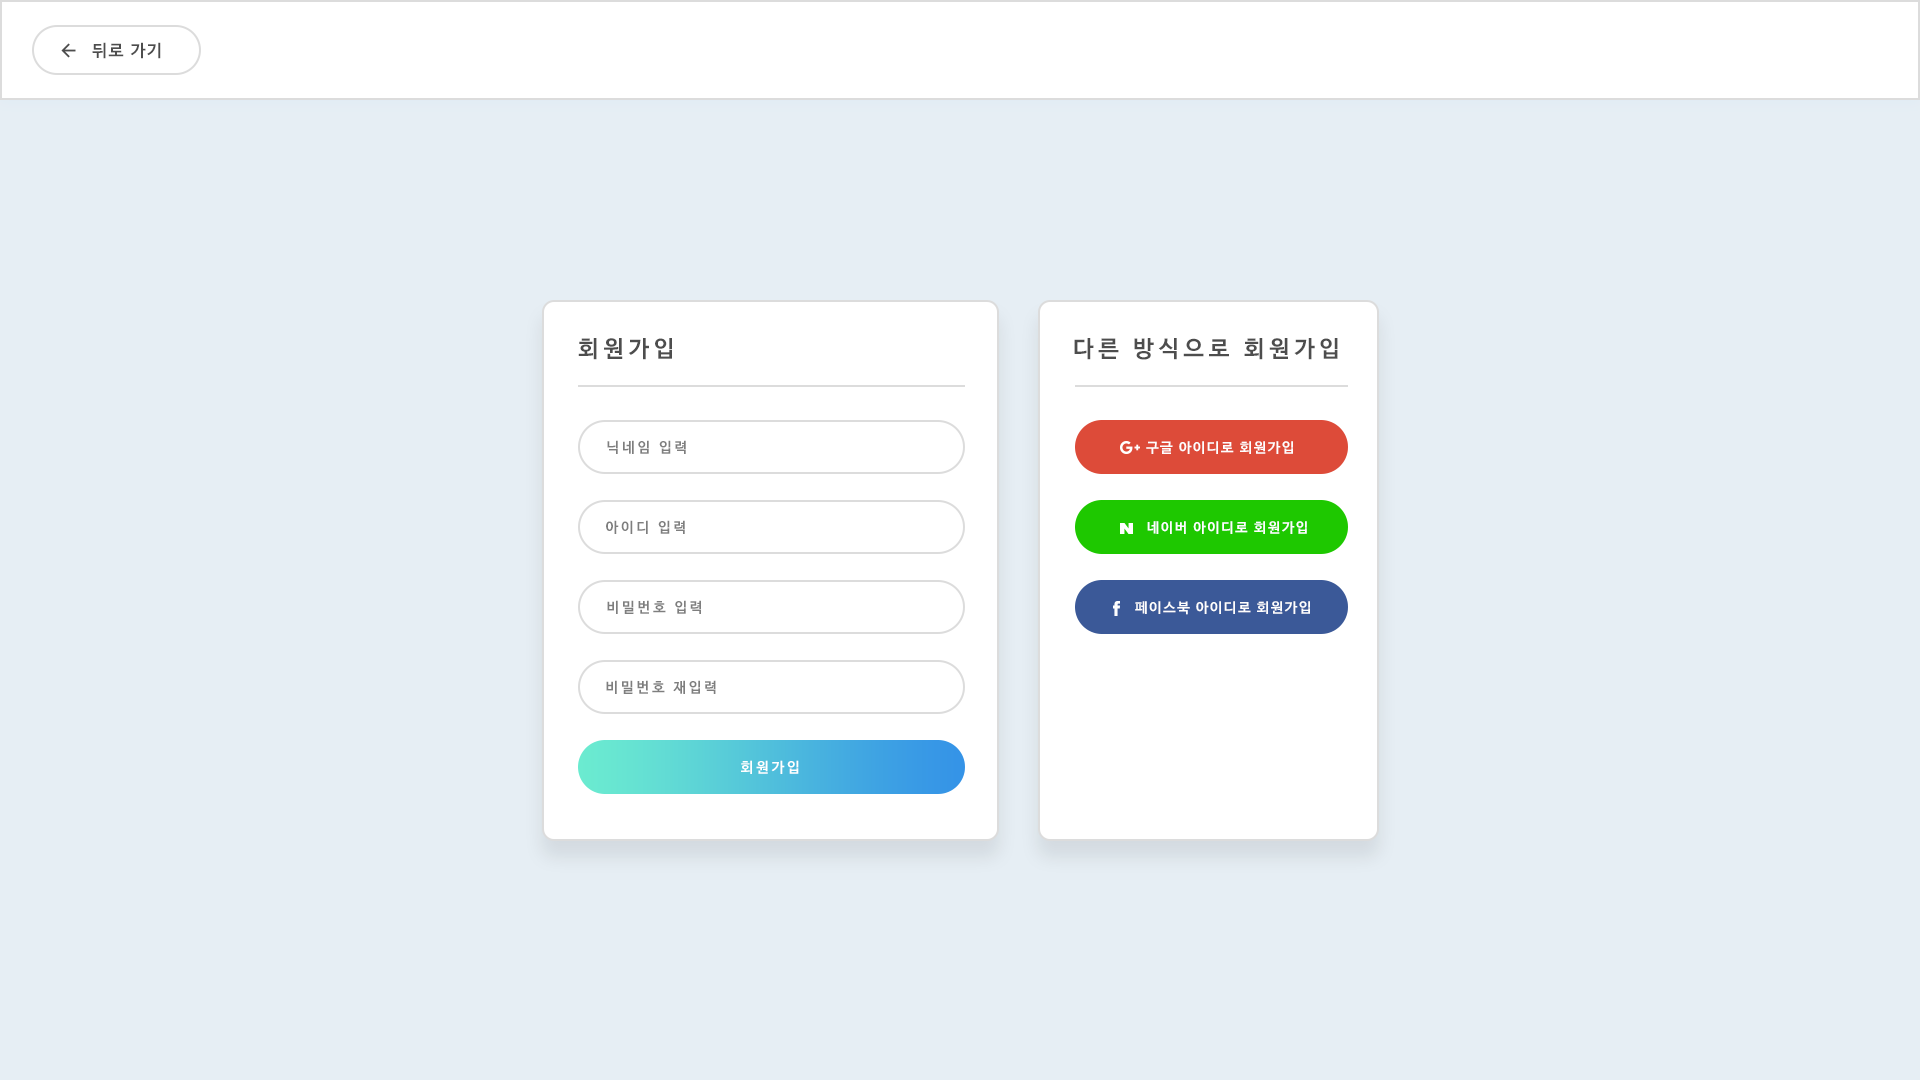 뒤로 가기
회원가입
닉네임 입력
아이디 입력
비밀번호 입력
비밀번호 재입력
회원가입
다른 방식으로 회원가입
G+ 구글 아이디로 회원가입
N 네이버 아이디로 회원가입
f 페이스북 아이디로 회원가입